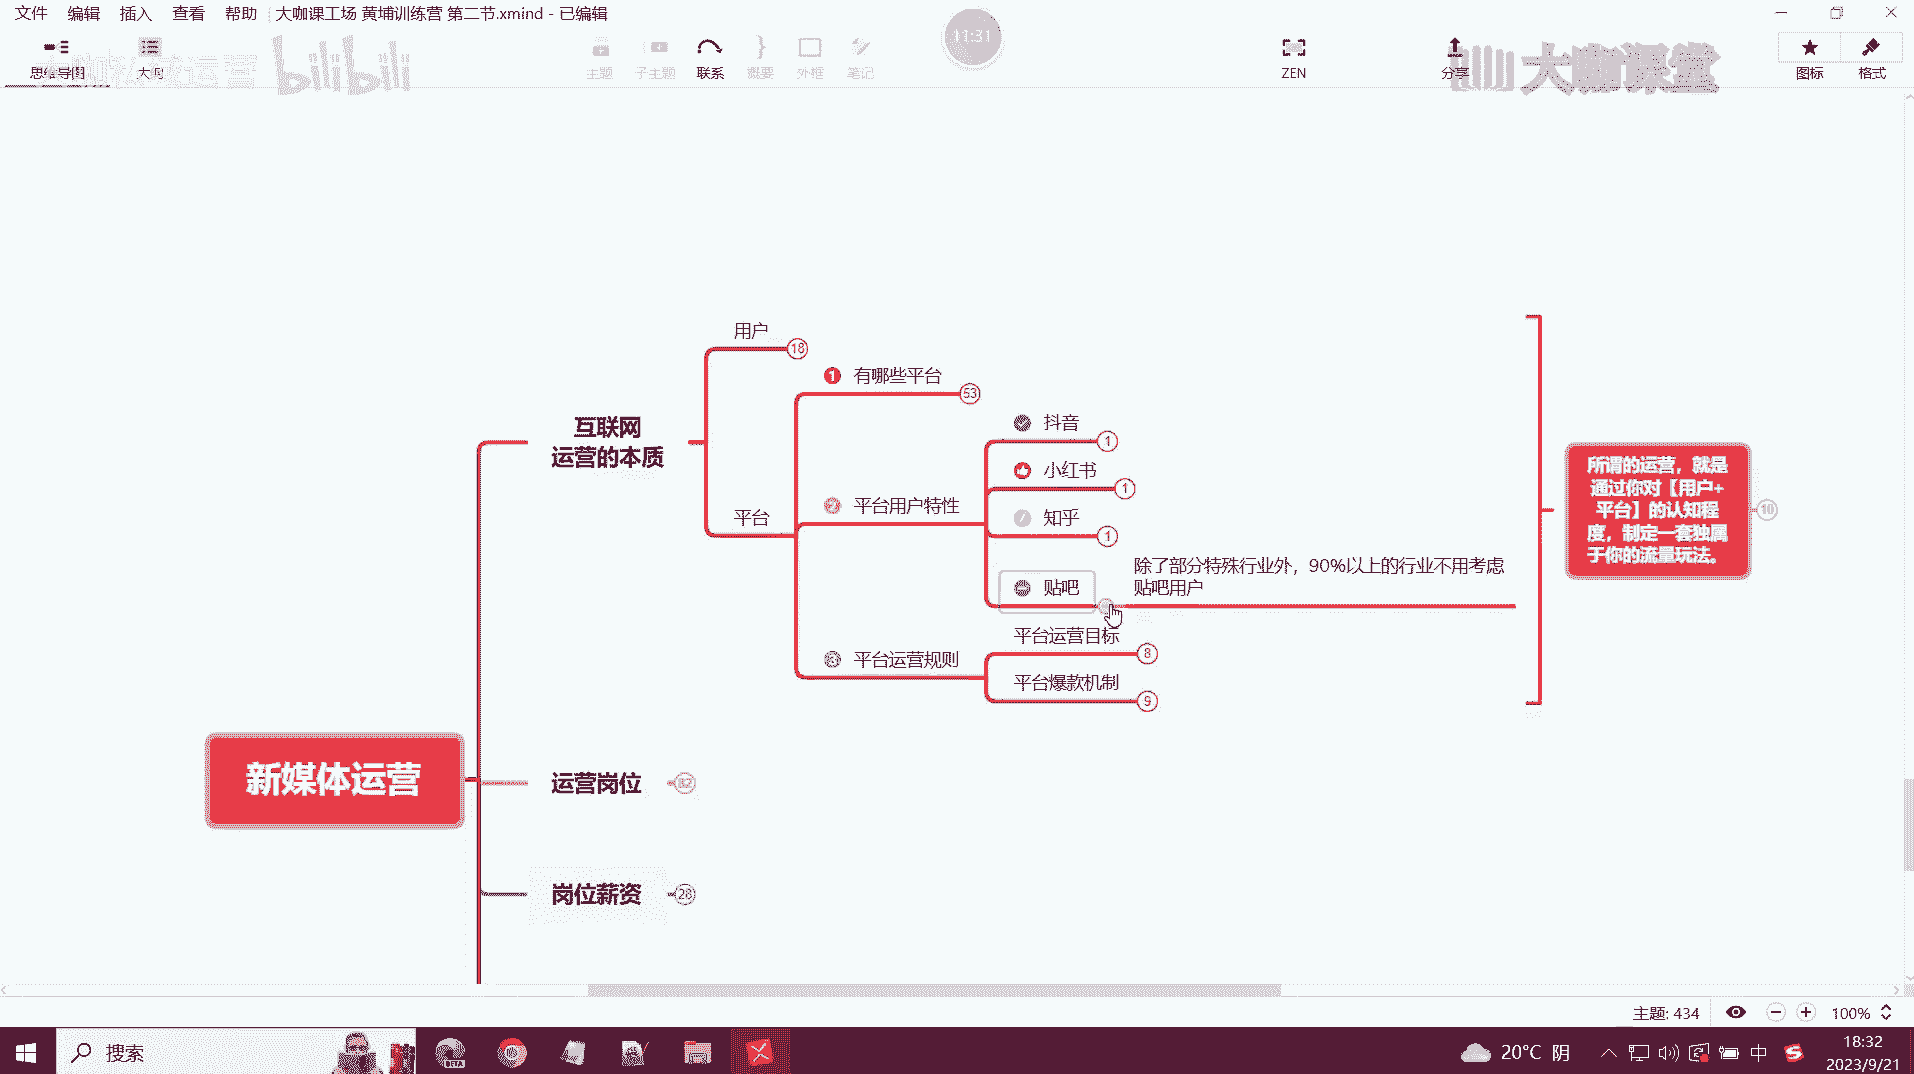 文件 编辑 插入 查看 帮助 大咖课工场 黄埔训练营 第二节.xmind - 已编辑
11:31
思维导图
主题
子主题
联系
概要
外框
笔记
ZEN
分享
图标
格式
bilibili
大咖课堂
用户
18
1 有哪些平台
53
抖音
1
小红书
1
知乎
1
贴吧
除了部分特殊行业外，90%以上的行业不用考虑
贴吧用户
2 平台用户特性
平台
3 平台运营规则
平台运营目标
8
平台爆款机制
9
互联网
运营的本质
所谓的运营，就是
通过你对【用户+
平台】的认知程
度，制定一套独属
于你的流量玩法。
10
新媒体运营
运营岗位
82
岗位薪资
28
主题: 434
100%
搜索
BETA
20°C 阴
中
18:32
2023/9/21